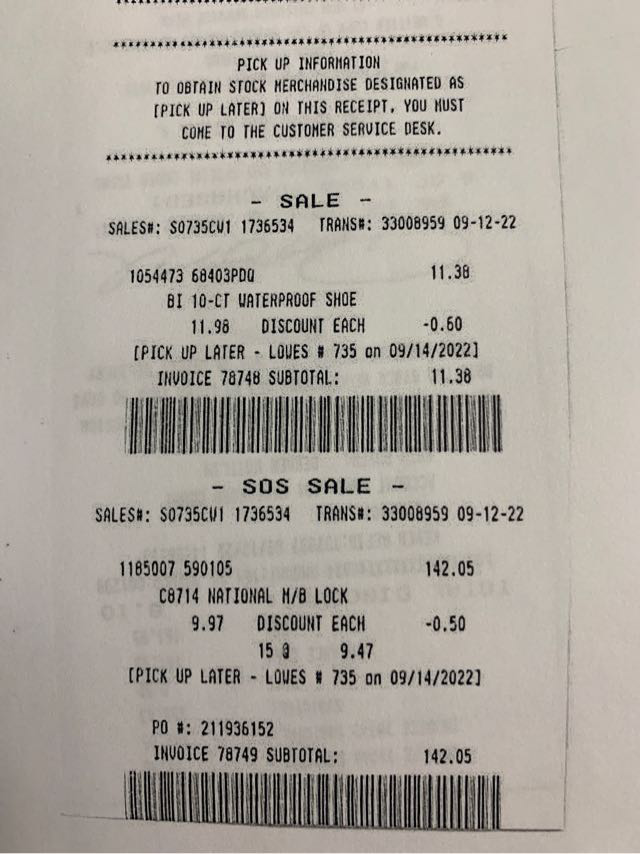 *****************************************************
PICK UP INFORMATION
TO OBTAIN STOCK MERCHANDISE DESIGNATED AS
[PICK UP LATER] ON THIS RECEIPT, YOU MUST
COME TO THE CUSTOMER SERVICE DESK.
*****************************************************
- SALE -
SALES#: S0735CW1 1736534 TRANS#: 33008959 09-12-22
1054473 68403PDQ 11.38
BI 10-CT WATERPROOF SHOE
11.98 DISCOUNT EACH -0.60
[PICK UP LATER - LOWES # 735 on 09/14/2022]
INVOICE 78748 SUBTOTAL: 11.38
- SOS SALE -
SALES#: S0735CW1 1736534 TRANS#: 33008959 09-12-22
1185007 590105 142.05
C8714 NATIONAL M/B LOCK
9.97 DISCOUNT EACH -0.50
15 @ 9.47
[PICK UP LATER - LOWES # 735 on 09/14/2022]
PO #: 211936152
INVOICE 78749 SUBTOTAL: 142.05